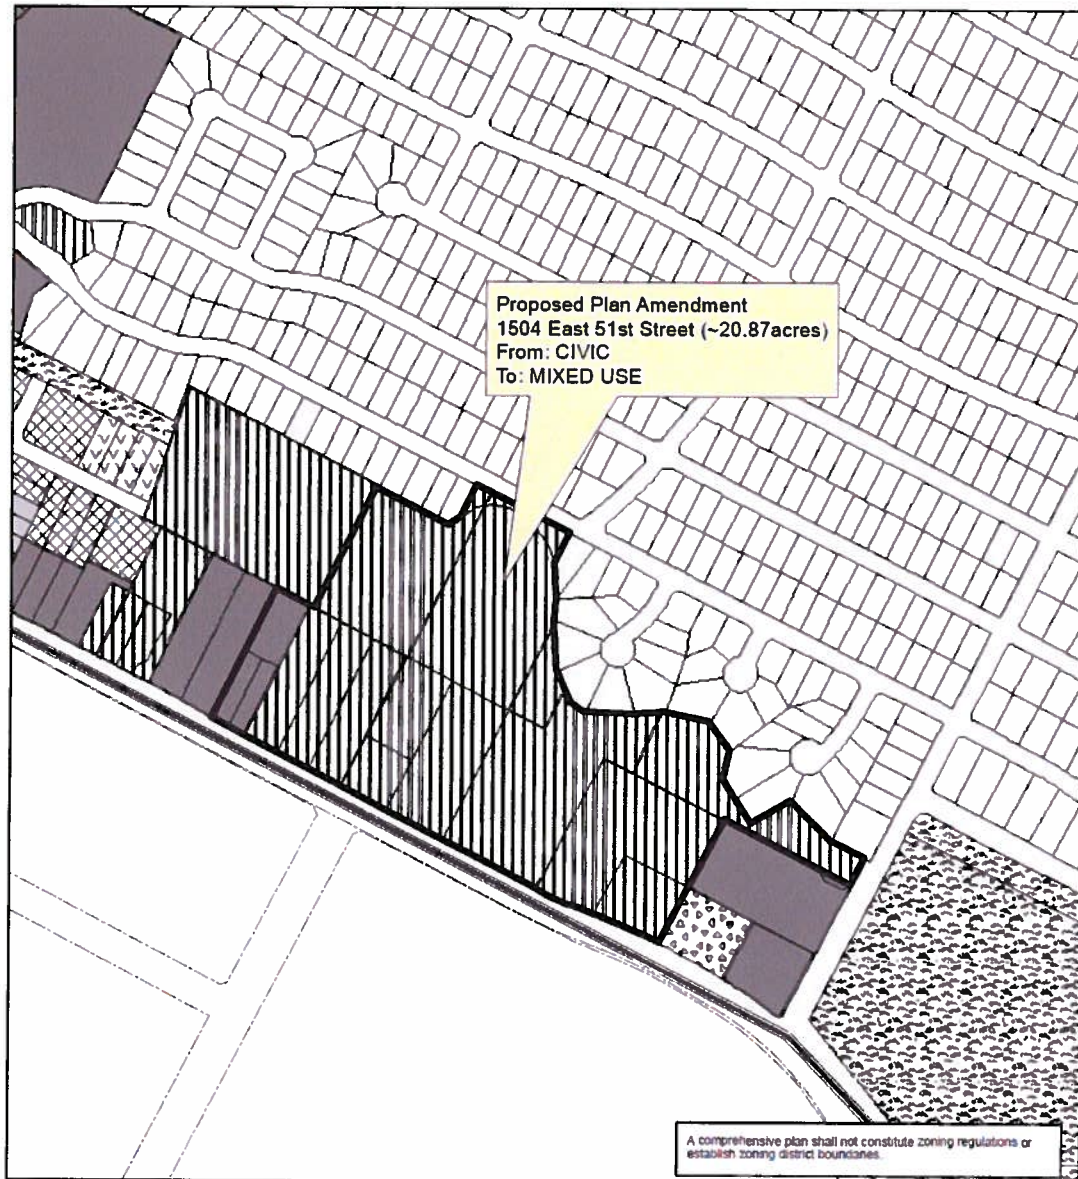 Proposed Plan Amendment
1504 East 51st Street (~20.87acres)
From: CIVIC
To: MIXED USE
A comprehensive plan shall not constitute zoning regulations or
establish zoning district boundaries.